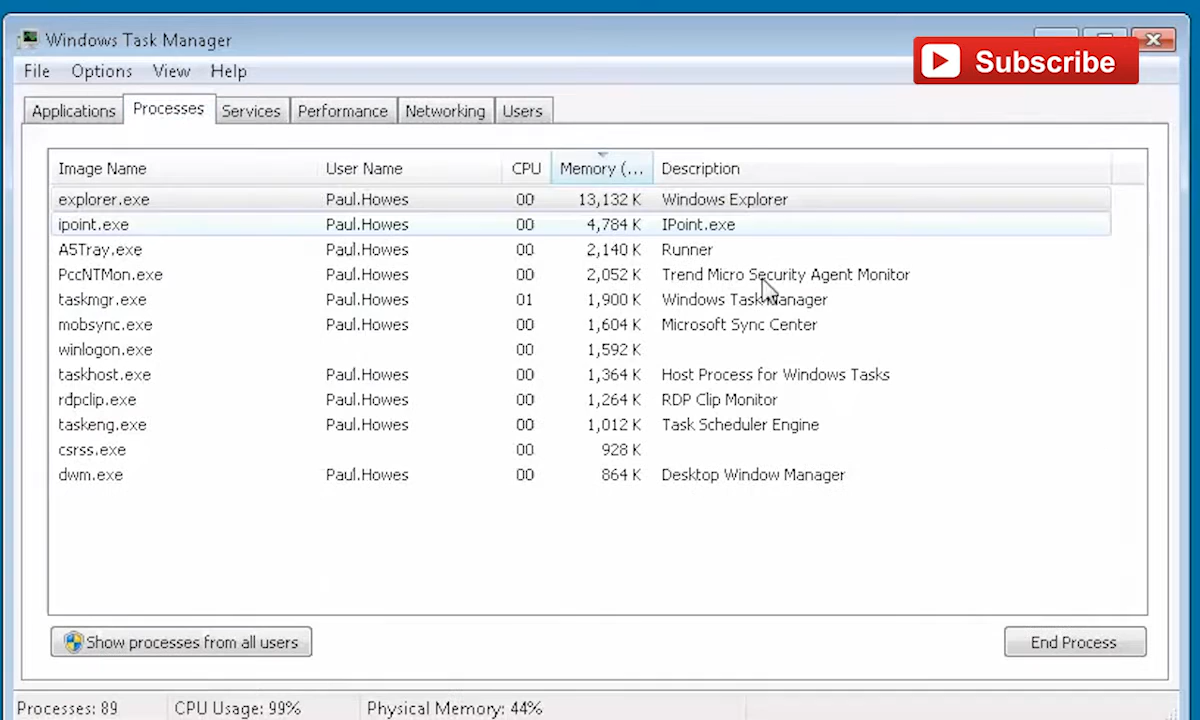 Windows Task Manager
Subscribe
File Options View Help
Applications Processes Services Performance Networking Users
Image Name User Name CPU Memory (... Description
explorer.exe Paul.Howes 00 13,132 K Windows Explorer
ipoint.exe Paul.Howes 00 4,784 K IPoint.exe
A5Tray.exe Paul.Howes 00 2,140 K Runner
PccNTMon.exe Paul.Howes 00 2,052 K Trend Micro Security Agent Monitor
taskmgr.exe Paul.Howes 01 1,900 K Windows Task Manager
mobsync.exe Paul.Howes 00 1,604 K Microsoft Sync Center
winlogon.exe 00 1,592 K
taskhost.exe Paul.Howes 00 1,364 K Host Process for Windows Tasks
rdpclip.exe Paul.Howes 00 1,264 K RDP Clip Monitor
taskeng.exe Paul.Howes 00 1,012 K Task Scheduler Engine
csrss.exe 00 928 K
dwm.exe Paul.Howes 00 864 K Desktop Window Manager
Show processes from all users End Process
Processes: 89 CPU Usage: 99% Physical Memory: 44%